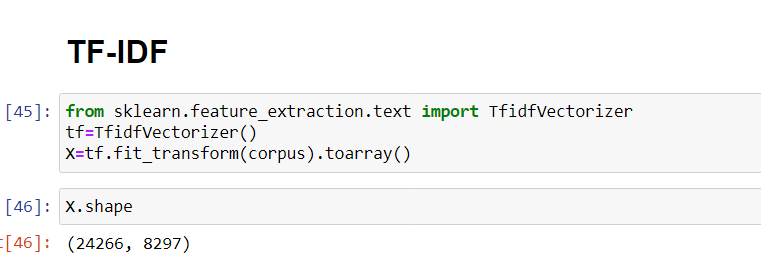 TF-IDF
[45]: from sklearn.feature_extraction.text import TfidfVectorizer
tf=TfidfVectorizer()
X=tf.fit_transform(corpus).toarray()
[46]: X.shape
t[46]: (24266, 8297)